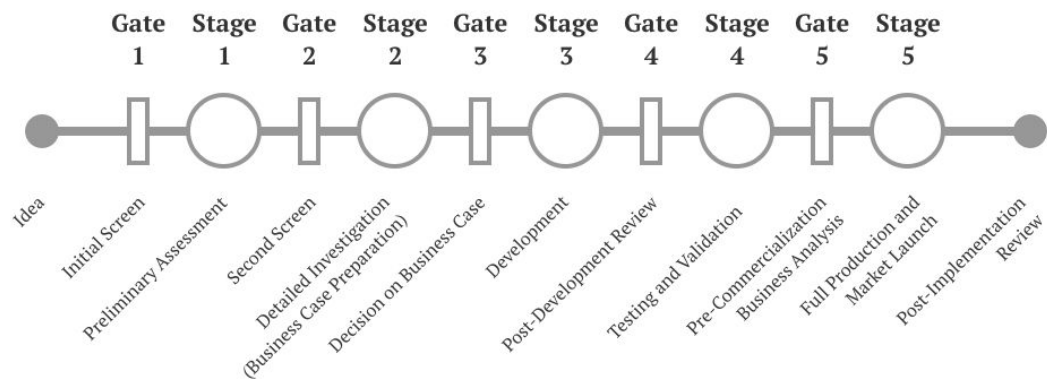 Gate 1
Stage 1
Gate 2
Stage 2
Gate 3
Stage 3
Gate 4
Stage 4
Gate 5
Stage 5
Idea
Initial Screen
Preliminary Assessment
Second Screen
Detailed Investigation
(Business Case Preparation)
Decision on Business Case
Development
Post-Development Review
Testing and Validation
Pre-Commercialization
Business Analysis
Full Production and
Market Launch
Post-Implementation
Review